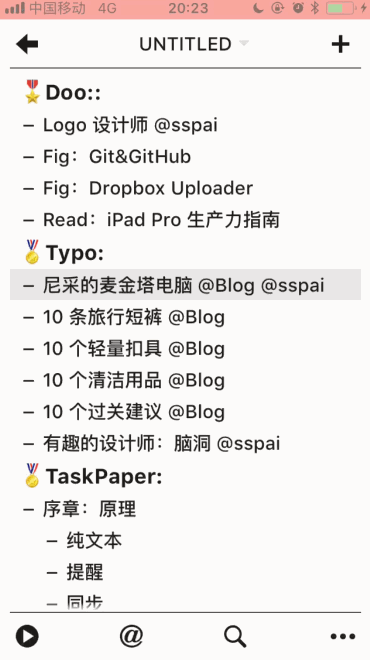 中国移动 4G 20:23
UNTITLED
🎖Doo::
– Logo 设计师 @sspai
– Fig：Git&GitHub
– Fig：Dropbox Uploader
– Read：iPad Pro 生产力指南
🏅Typo:
– 尼采的麦金塔电脑 @Blog @sspai
– 10 条旅行短裤 @Blog
– 10 个轻量扣具 @Blog
– 10 个清洁用品 @Blog
– 10 个过关建议 @Blog
– 有趣的设计师：脑洞 @sspai
🏅TaskPaper:
– 序章：原理
– 纯文本
– 提醒
– 同步
@